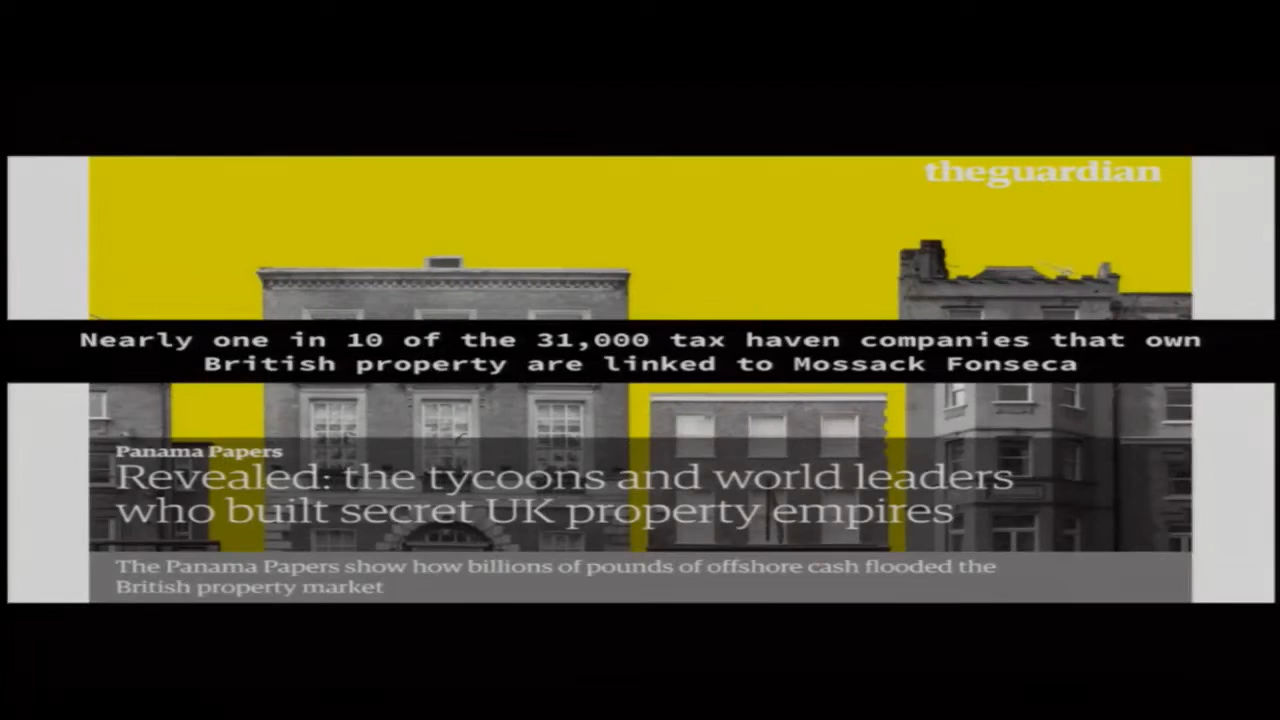 theguardian
Nearly one in 10 of the 31,000 tax haven companies that own
British property are linked to Mossack Fonseca
Panama Papers
Revealed: the tycoons and world leaders
who built secret UK property empires
The Panama Papers show how billions of pounds of offshore cash flooded the
British property market